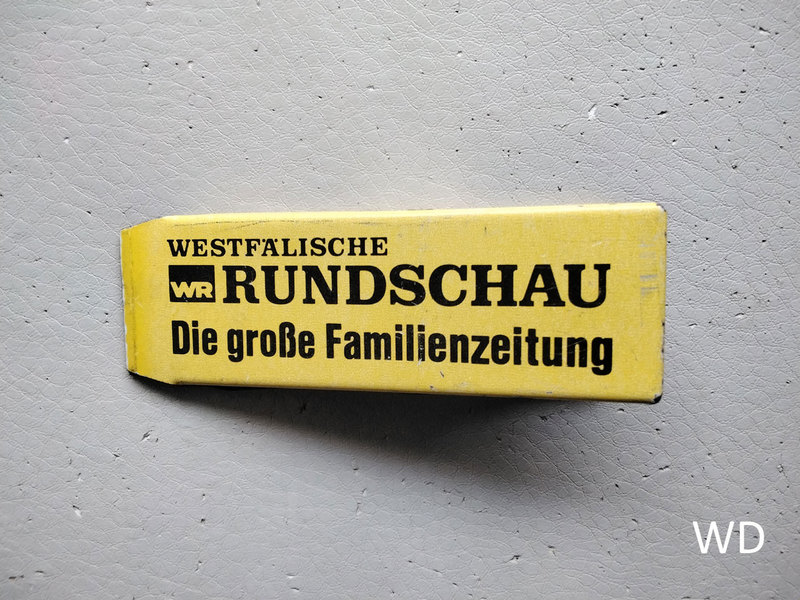 WESTFÄLISCHE
WR RUNDSCHAU
Die große Familienzeitung
WD